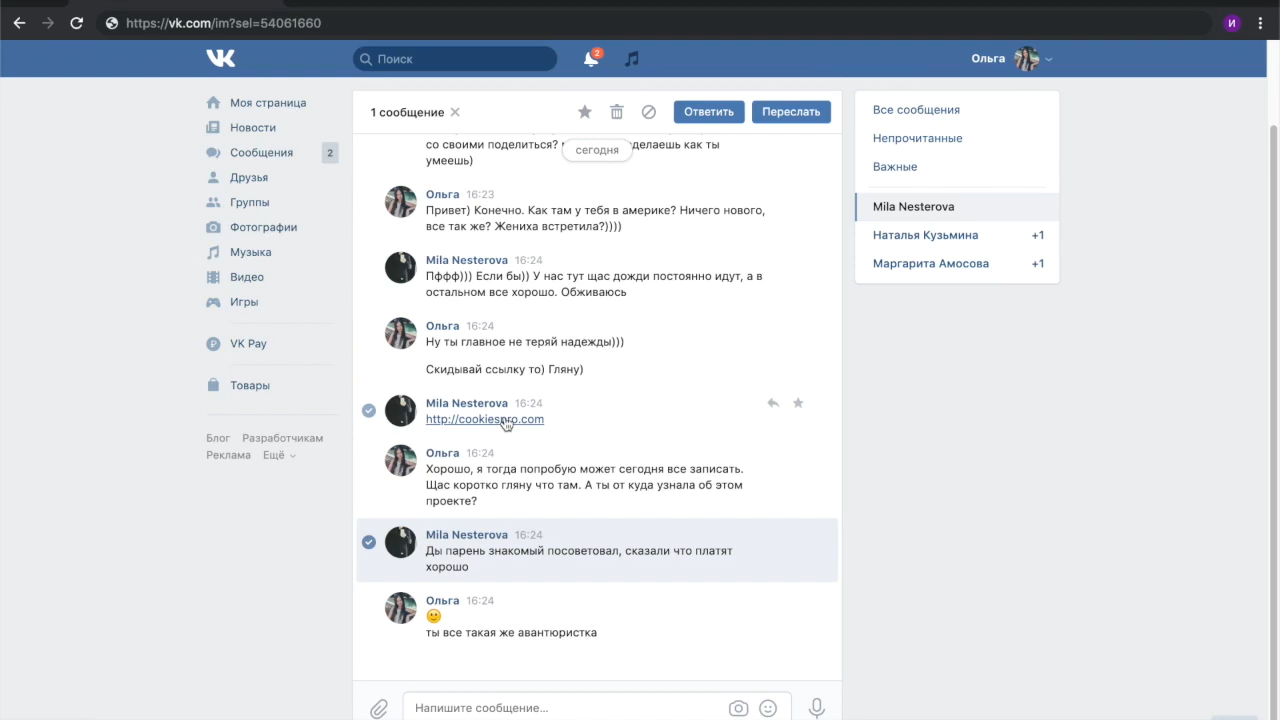 https://vk.com/im?sel=54061660
И
Поиск
2
Ольга
Моя страница
Новости
Сообщения 2
Друзья
Группы
Фотографии
Музыка
Видео
Игры
VK Pay
Товары
Блог Разработчикам
Реклама Ещё
1 сообщение
Ответить
Переслать
сегодня
со своими поделиться? делаешь как ты
умеешь)
Ольга 16:23
Привет) Конечно. Как там у тебя в америке? Ничего нового,
все так же? Жениха встретила?))))
Mila Nesterova 16:24
Пффф))) Если бы)) У нас тут щас дожди постоянно идут, а в
остальном все хорошо. Обживаюсь
Ольга 16:24
Ну ты главное не теряй надежды)))
Скидывай ссылку то) Гляну)
Mila Nesterova 16:24
http://cookiespro.com
Ольга 16:24
Хорошо, я тогда попробую может сегодня все записать.
Щас коротко гляну что там. А ты от куда узнала об этом
проекте?
Mila Nesterova 16:24
Ды парень знакомый посоветовал, сказали что платят
хорошо
Ольга 16:24
🙂
ты все такая же авантюристка
Напишите сообщение...
Все сообщения
Непрочитанные
Важные
Mila Nesterova
Наталья Кузьмина +1
Маргарита Амосова +1